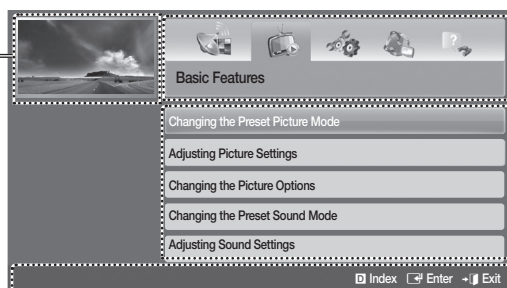 Basic Features
Changing the Preset Picture Mode
Adjusting Picture Settings
Changing the Picture Options
Changing the Preset Sound Mode
Adjusting Sound Settings
D Index Enter Exit